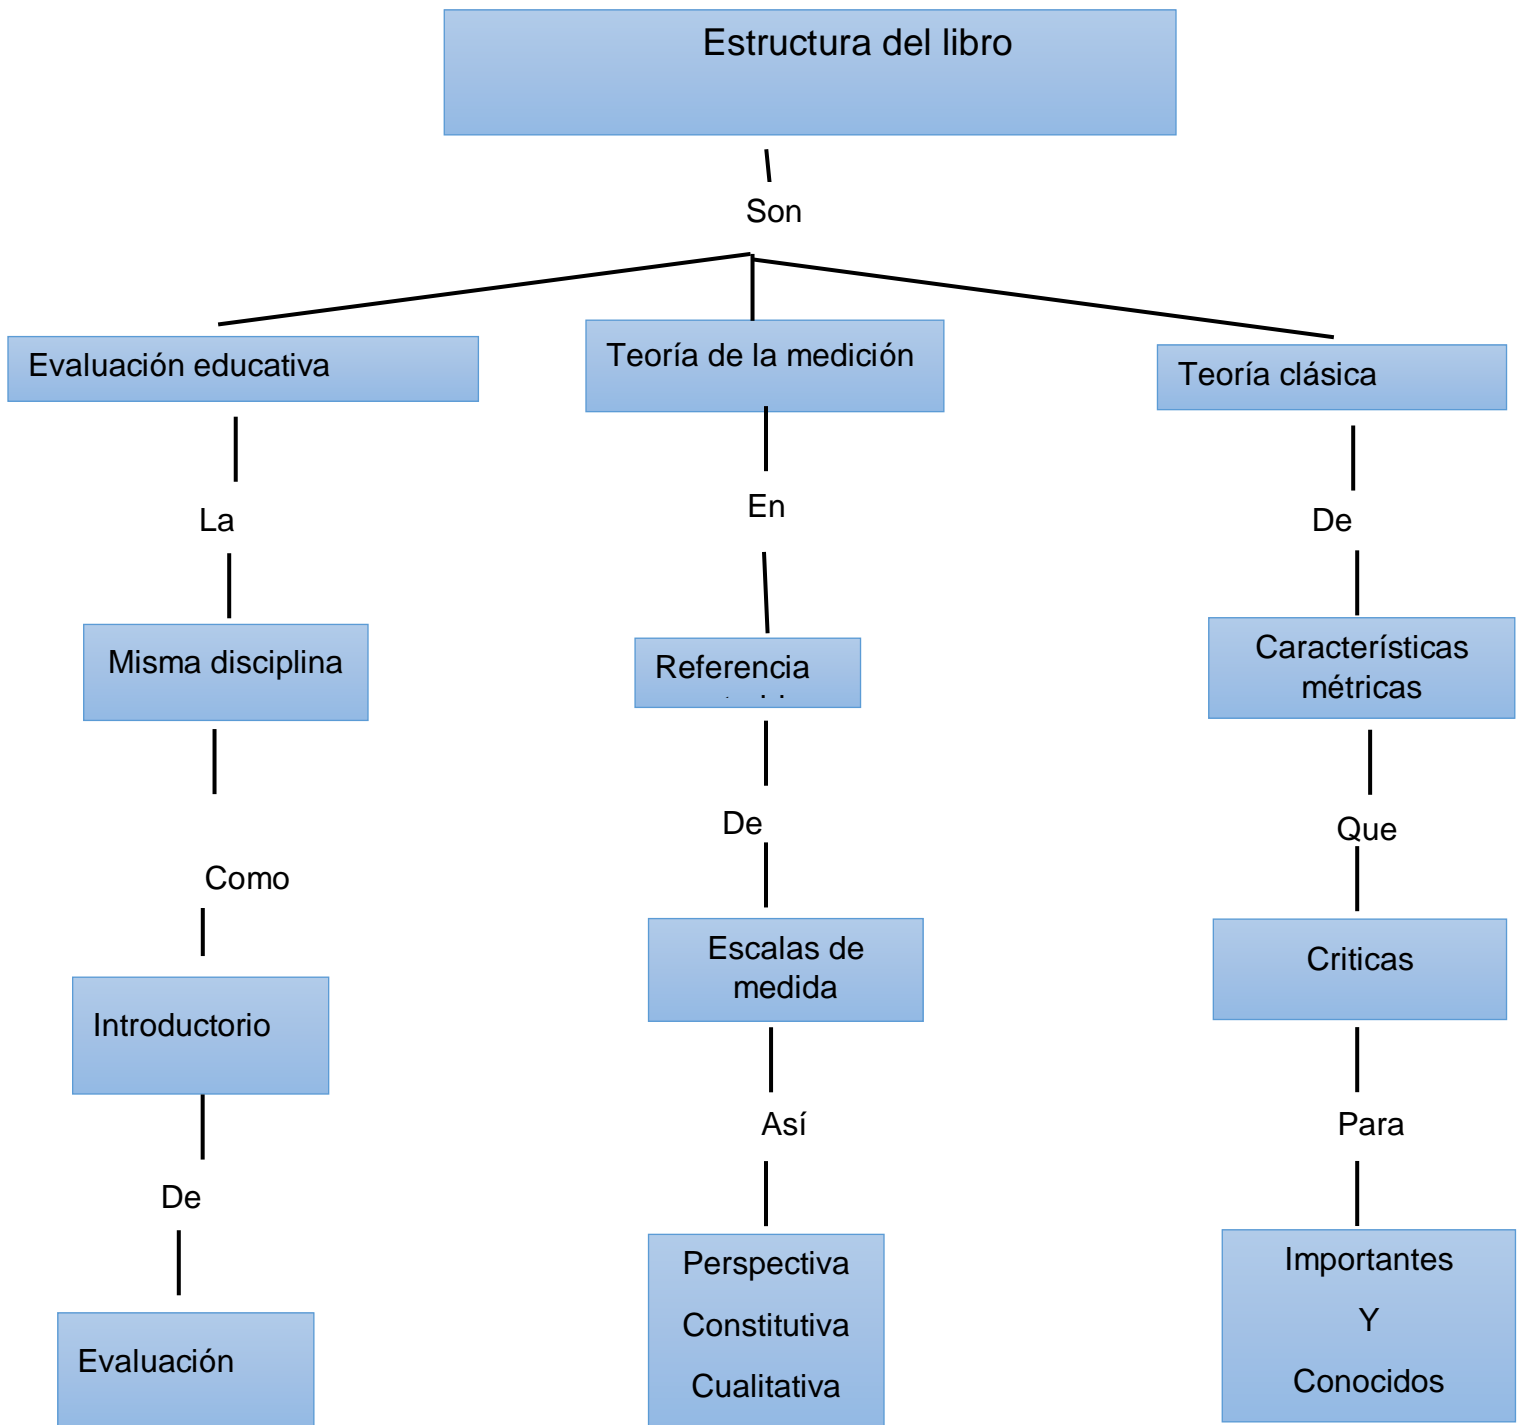 Estructura del libro
Son
Evaluación educativa
Teoría de la medición
Teoría clásica
La
En
De
Misma disciplina
Referencia
Características
métricas
De
Que
Como
Escalas de
medida
Criticas
Introductorio
Así
Para
De
Perspectiva
Constitutiva
Cualitativa
Importantes
Y
Conocidos
Evaluación